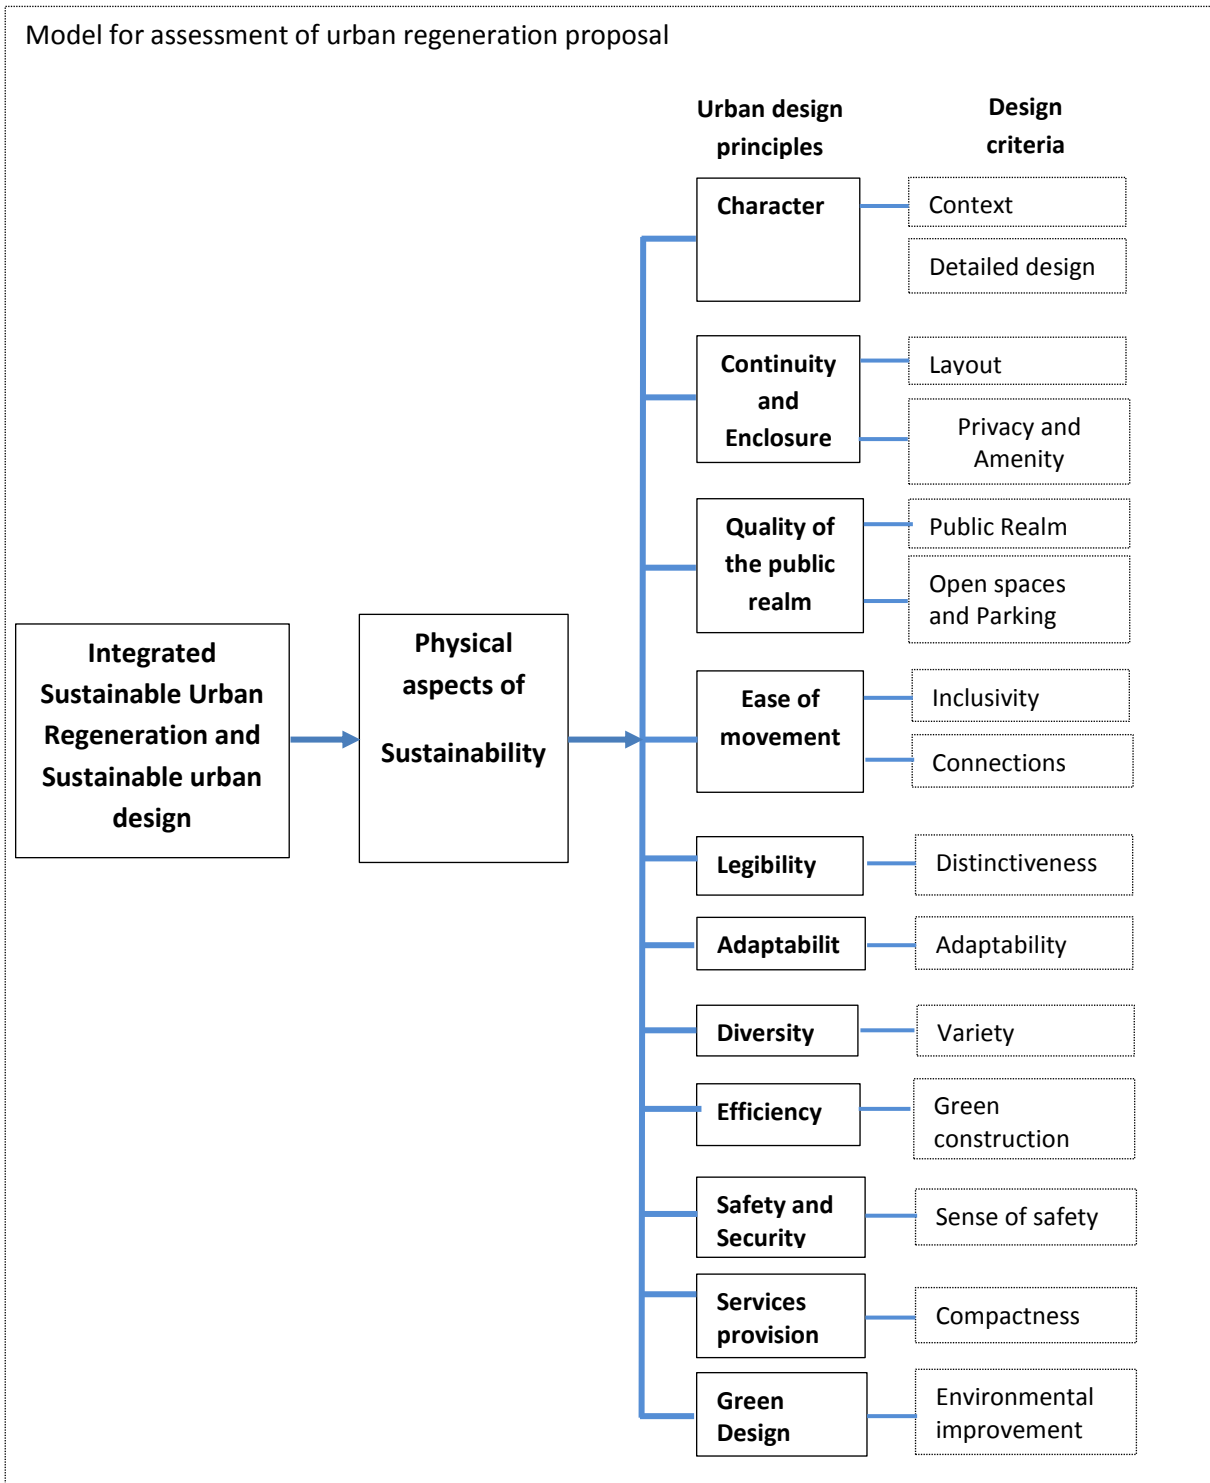 Model for assessment of urban regeneration proposal
Urban design
principles
Design
criteria
Character
Context
Detailed design
Continuity
and
Enclosure
Layout
Privacy and
Amenity
Quality of
the public
realm
Public Realm
Open spaces
and Parking
Integrated
Sustainable Urban
Regeneration and
Sustainable urban
design
Physical
aspects of
Sustainability
Ease of
movement
Inclusivity
Connections
Legibility
Distinctiveness
Adaptabilit
Adaptability
Diversity
Variety
Efficiency
Green
construction
Safety and
Security
Sense of safety
Services
provision
Compactness
Green
Design
Environmental
improvement